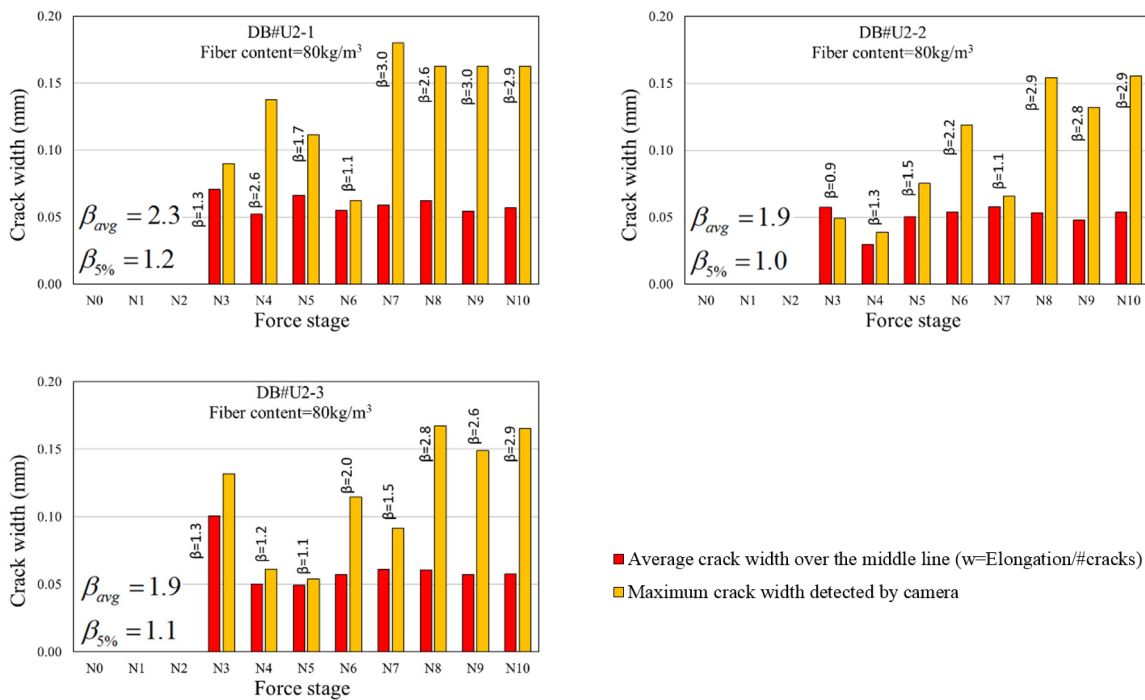 DB#U2-1
Fiber content=80kg/m³
Crack width (mm)
0.20
0.15
0.10
0.05
0.00
β=1.3
β=2.6
β=1.7
β=1.1
β=3.0
β=2.6
β=3.0
β=2.9
βavg = 2.3
β5% = 1.2
N0 N1 N2 N3 N4 N5 N6 N7 N8 N9 N10
Force stage
DB#U2-2
Fiber content=80kg/m³
Crack width (mm)
0.20
0.15
0.10
0.05
0.00
β=0.9
β=1.3
β=1.5
β=2.2
β=1.1
β=2.9
β=2.8
β=2.9
βavg = 1.9
β5% = 1.0
N0 N1 N2 N3 N4 N5 N6 N7 N8 N9 N10
Force stage
DB#U2-3
Fiber content=80kg/m³
Crack width (mm)
0.20
0.15
0.10
0.05
0.00
β=1.3
β=1.2
β=1.1
β=2.0
β=1.5
β=2.8
β=2.6
β=2.9
βavg = 1.9
β5% = 1.1
N0 N1 N2 N3 N4 N5 N6 N7 N8 N9 N10
Force stage
Average crack width over the middle line (w=Elongation/#cracks)
Maximum crack width detected by camera